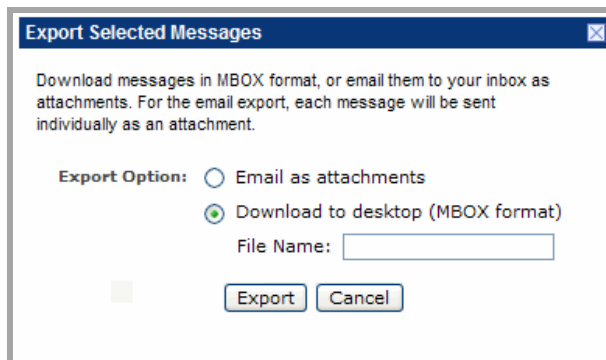 Export Selected Messages
Download messages in MBOX format, or email them to your inbox as
attachments. For the email export, each message will be sent
individually as an attachment.
Export Option: Email as attachments
Download to desktop (MBOX format)
File Name:
Export Cancel